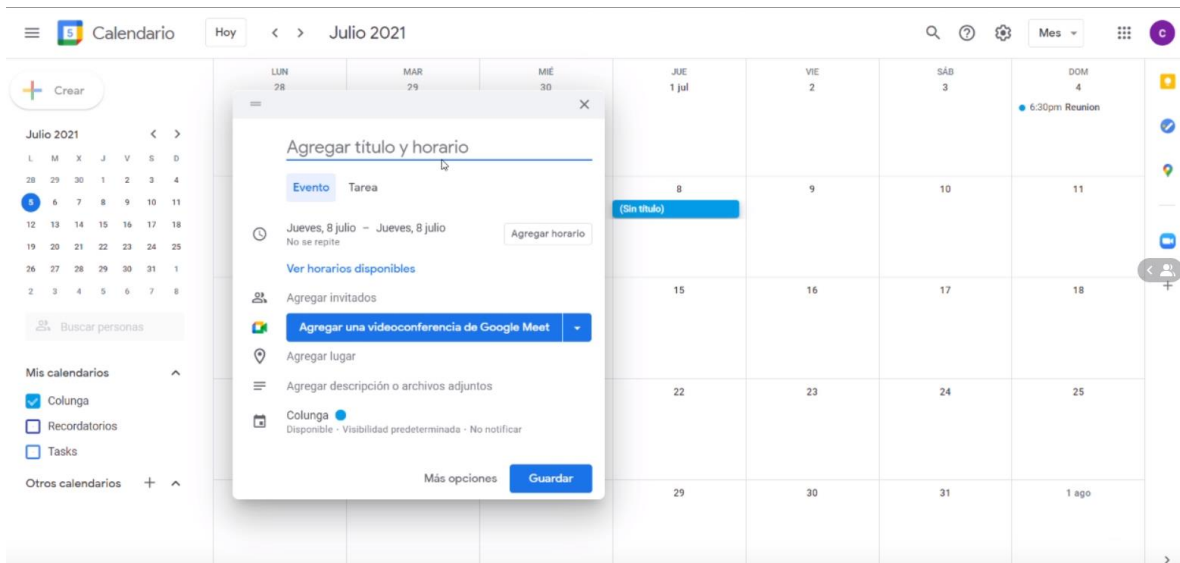 5 Calendario Hoy < > Julio 2021 Mes C
Crear
Julio 2021 < >
L M X J V S D
28 29 30 1 2 3 4
5 6 7 8 9 10 11
12 13 14 15 16 17 18
19 20 21 22 23 24 25
26 27 28 29 30 31 1
2 3 4 5 6 7 8
Buscar personas
Mis calendarios
Colunga
Recordatorios
Tasks
Otros calendarios +
LUN MAR MIÉ JUE VIE SÁB DOM
28 29 30 1 jul 2 3 4
6:30pm Reunion
8 9 10 11
(Sin título)
15 16 17 18
22 23 24 25
29 30 31 1 ago
Agregar título y horario
Evento Tarea
Jueves, 8 julio – Jueves, 8 julio Agregar horario
No se repite
Ver horarios disponibles
Agregar invitados
Agregar una videoconferencia de Google Meet
Agregar lugar
Agregar descripción o archivos adjuntos
Colunga
Disponible · Visibilidad predeterminada · No notificar
Más opciones Guardar